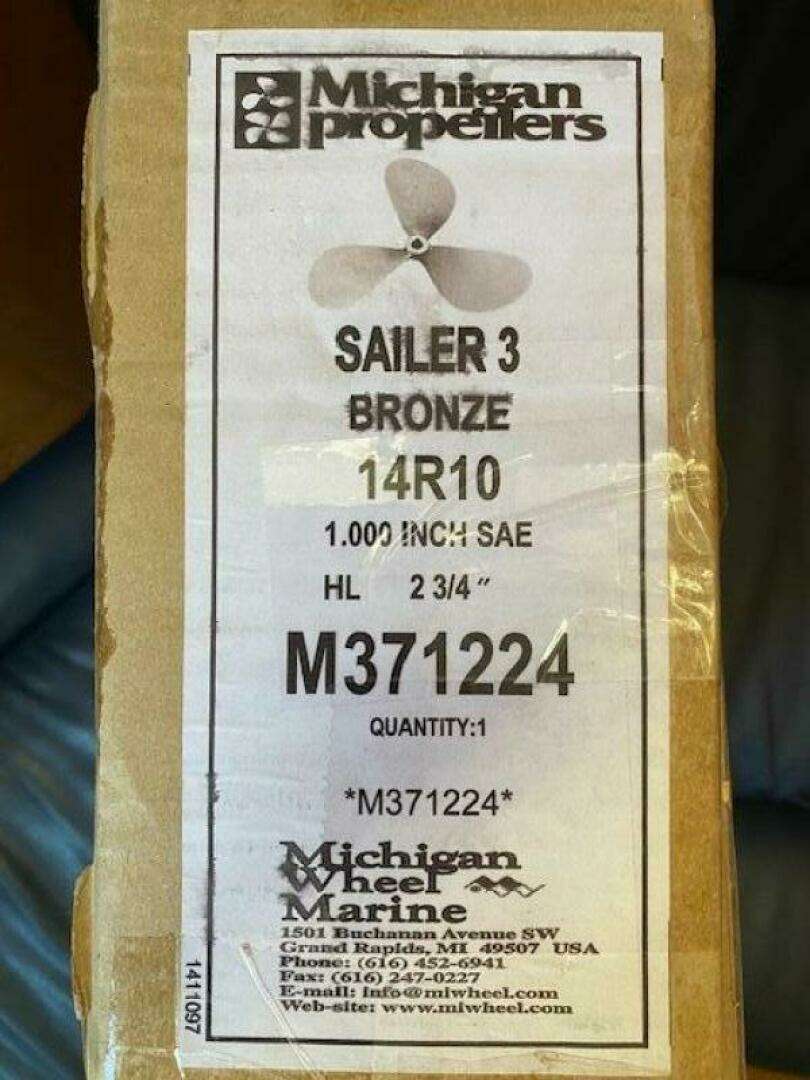 Michigan
propellers
SAILER 3
BRONZE
14R10
1.000 INCH SAE
HL 2 3/4 "
M371224
QUANTITY:1
*M371224*
Michigan
Wheel
Marine
1501 Buchanan Avenue SW
Grand Rapids, MI 49507 USA
Phone: (616) 452-6941
Fax: (616) 247-0227
E-mail: info@miwheel.com
Web-site: www.miwheel.com
1411097